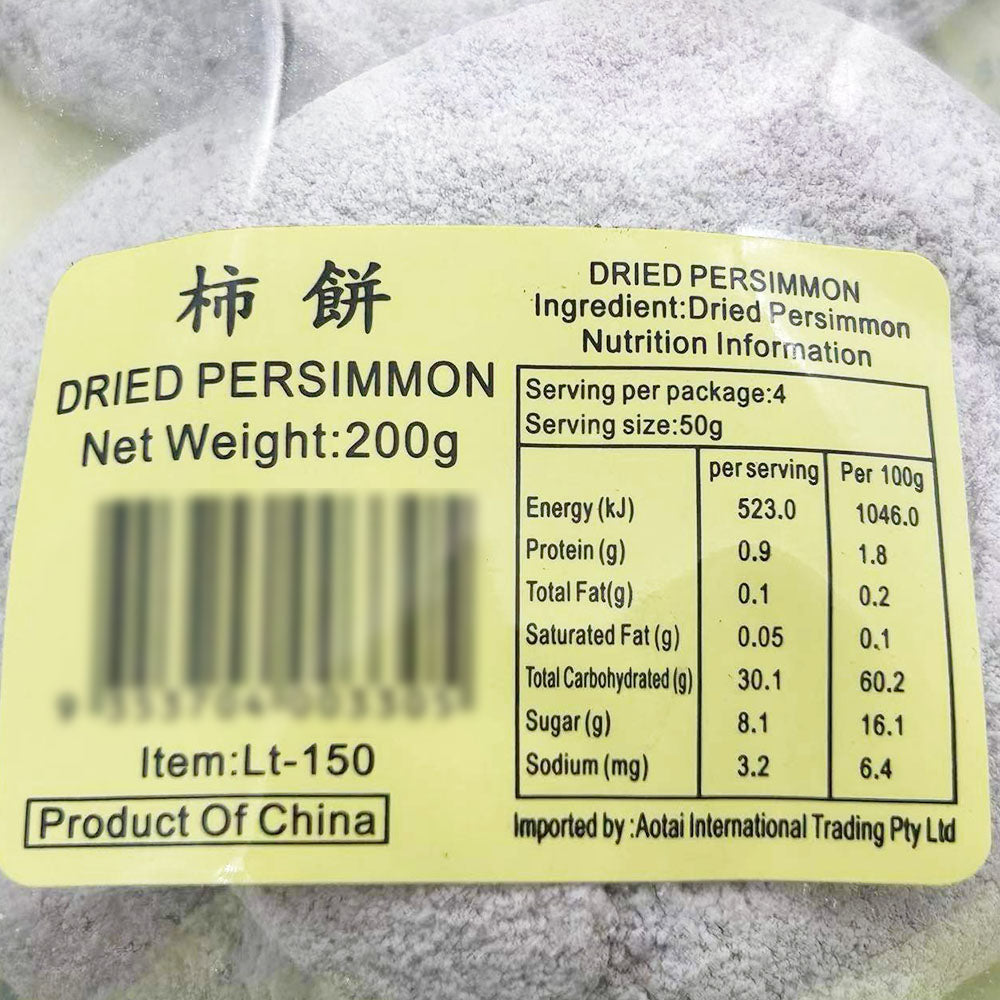 柿餅
DRIED PERSIMMON
Net Weight:200g
Item:Lt-150
Product Of China
DRIED PERSIMMON
Ingredient:Dried Persimmon
Nutrition Information
Serving per package:4
Serving size:50g
per serving Per 100g
Energy (kJ) 523.0 1046.0
Protein (g) 0.9 1.8
Total Fat(g) 0.1 0.2
Saturated Fat (g) 0.05 0.1
Total Carbohydrated (g) 30.1 60.2
Sugar (g) 8.1 16.1
Sodium (mg) 3.2 6.4
Imported by :Aotai International Trading Pty Ltd